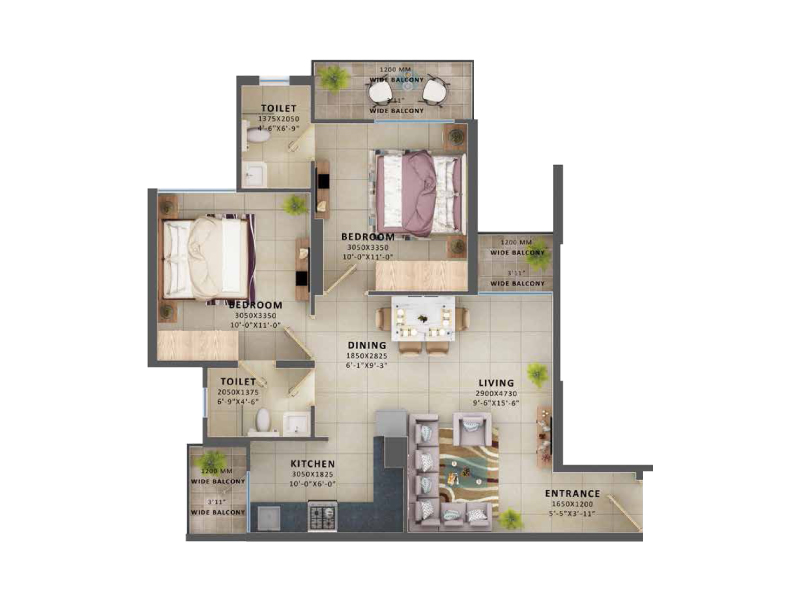 1200 MM
WIDE BALCONY
3'11"
WIDE BALCONY
TOILET
1375X2050
4'-6"X6'-9"
BEDROOM
3050X3350
10'-0"X11'-0"
1200 MM
WIDE BALCONY
3'11"
WIDE BALCONY
BEDROOM
3050X3350
10'-0"X11'-0"
DINING
1850X2825
6'-1"X9'-3"
TOILET
2050X1375
6'-9"X4'-6"
LIVING
2900X4730
9'-6"X15'-6"
KITCHEN
3050X1825
10'-0"X6'-0"
1200 MM
WIDE BALCONY
3'11"
WIDE BALCONY
ENTRANCE
1650X1200
5'-5"X3'-11"